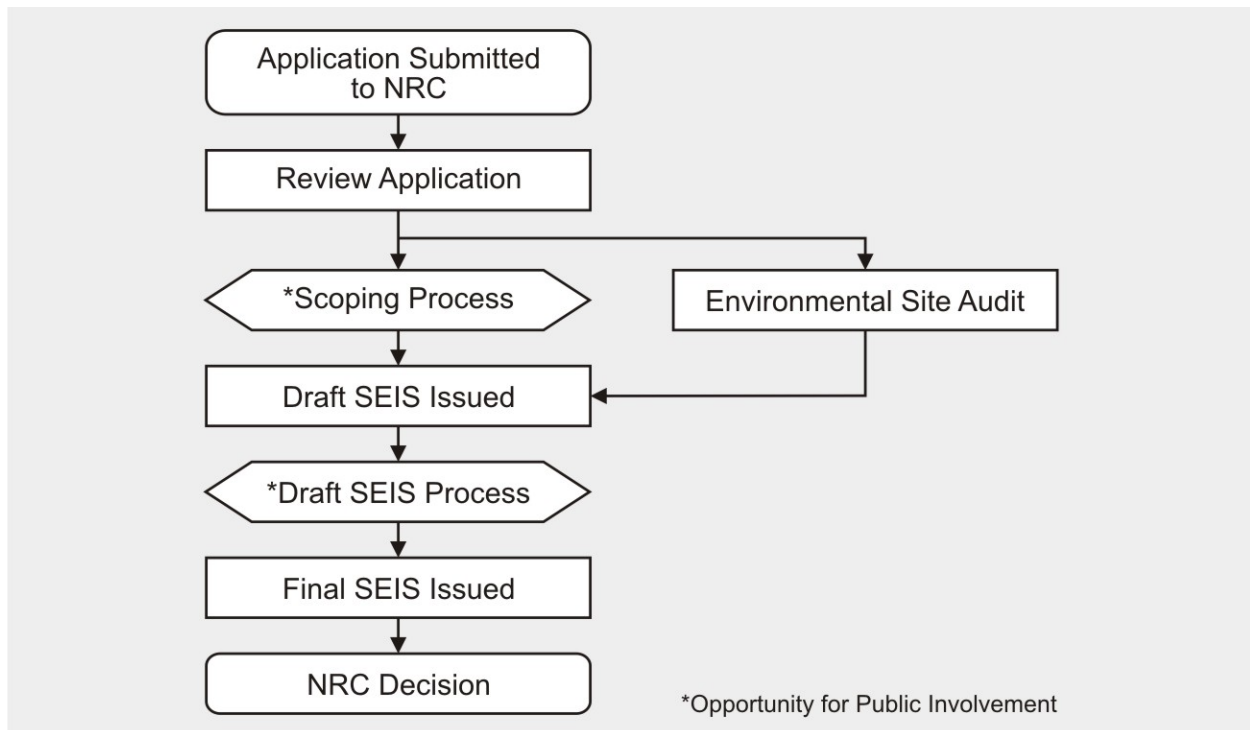 Application Submitted
to NRC
Review Application
*Scoping Process
Environmental Site Audit
Draft SEIS Issued
*Draft SEIS Process
Final SEIS Issued
NRC Decision
*Opportunity for Public Involvement